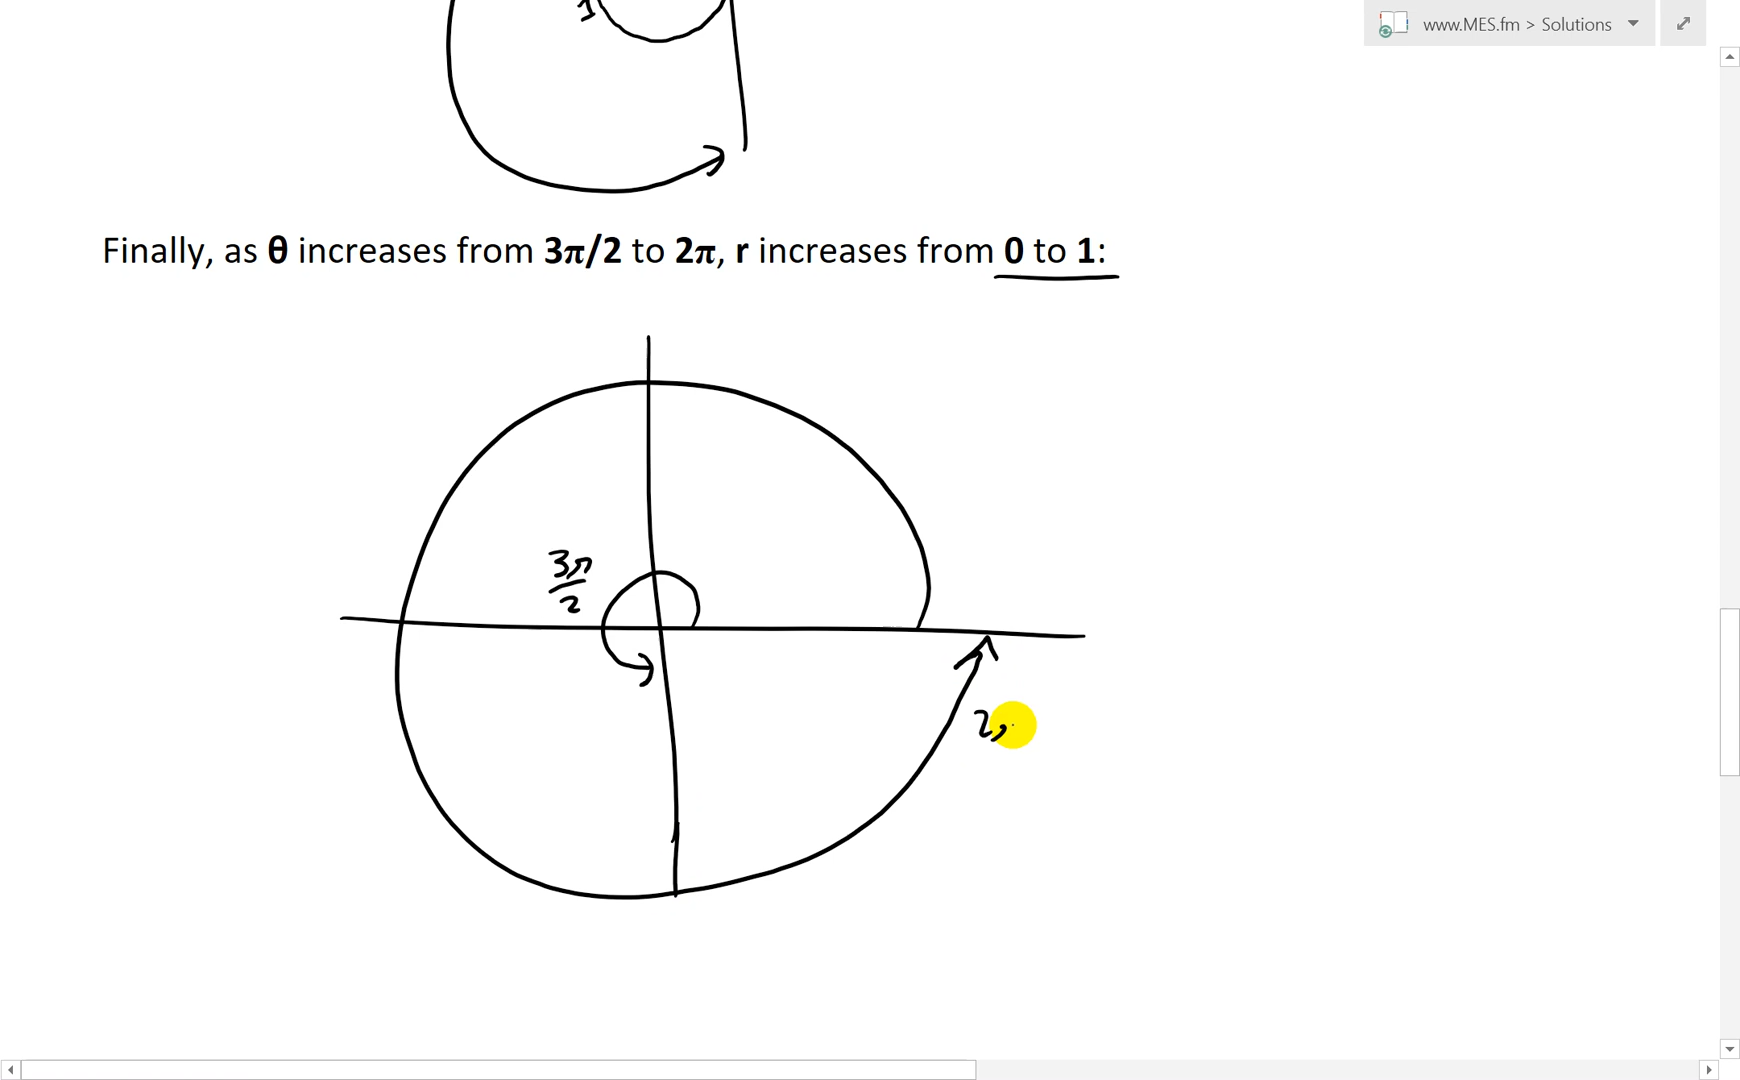 www.MES.fm > Solutions
Finally, as θ increases from 3π/2 to 2π, r increases from 0 to 1:
3π
2
2,